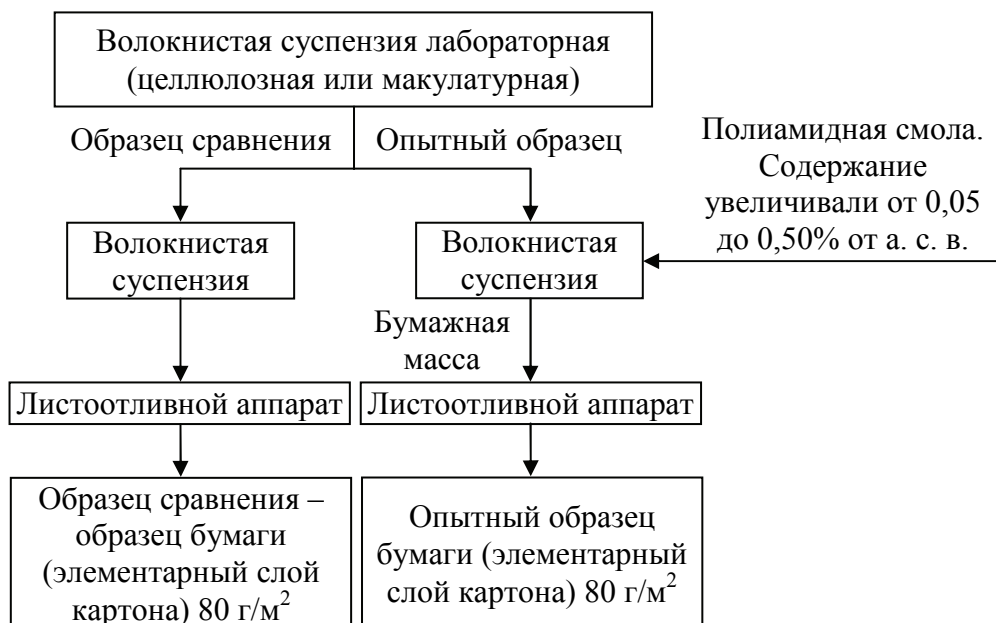 Волокнистая суспензия лабораторная
(целлюлозная или макулатурная)
Образец сравнения
Опытный образец
Полиамидная смола.
Содержание
увеличивали от 0,05
до 0,50% от а. с. в.
Волокнистая
суспензия
Волокнистая
суспензия
Бумажная
масса
Листоотливной аппарат
Листоотливной аппарат
Образец сравнения –
образец бумаги
(элементарный слой
картона) 80 г/м²
Опытный образец
бумаги (элементарный
слой картона) 80 г/м²